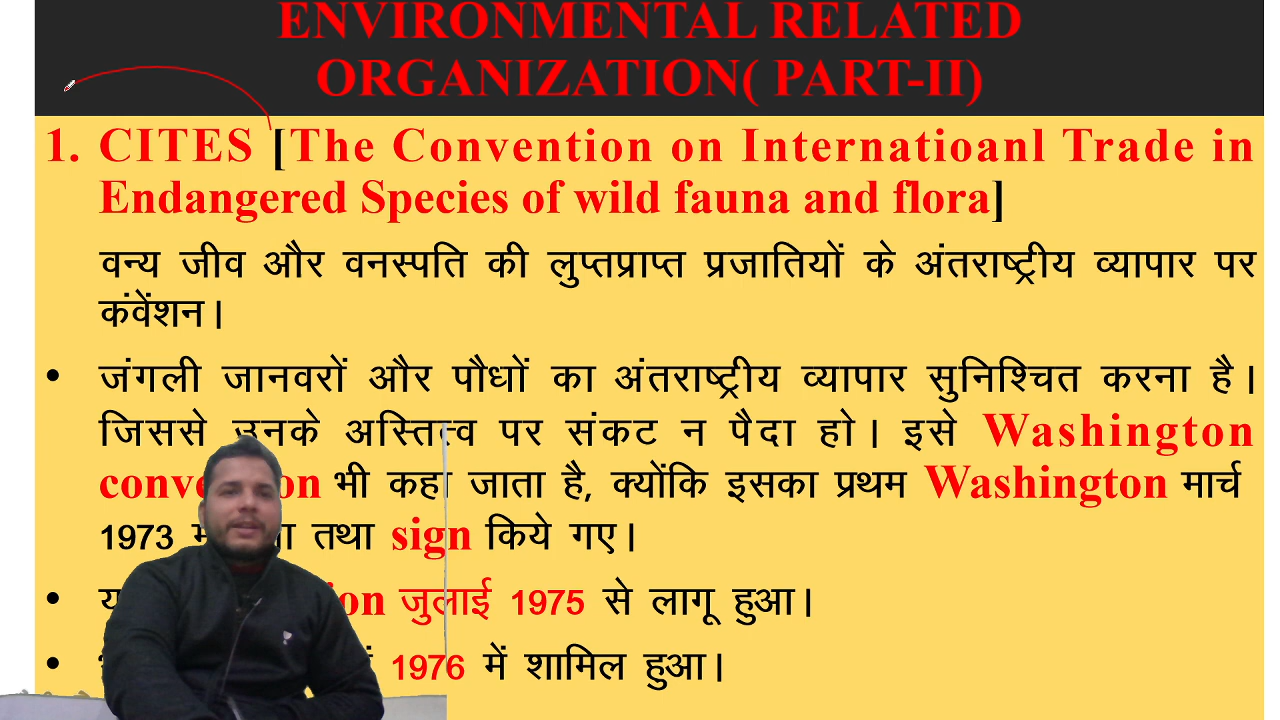 ENVIRONMENTAL RELATED
ORGANIZATION( PART-II)
1. CITES [The Convention on Internatioanl Trade in
Endangered Species of wild fauna and flora]
वन्य जीव और वनस्पति की लुप्तप्राप्त प्रजातियों के अंतराष्ट्रीय व्यापार पर
कंवेंशन।
• जंगली जानवरों और पौधों का अंतराष्ट्रीय व्यापार सुनिश्चित करना है।
जिससे उनके अस्तित्व पर संकट न पैदा हो। इसे Washington
भी कहा जाता है, क्योंकि इसका प्रथम Washington मार्च
1973 तथा sign किये गए।
• जुलाई 1975 से लागू हुआ।
• 1976 में शामिल हुआ।